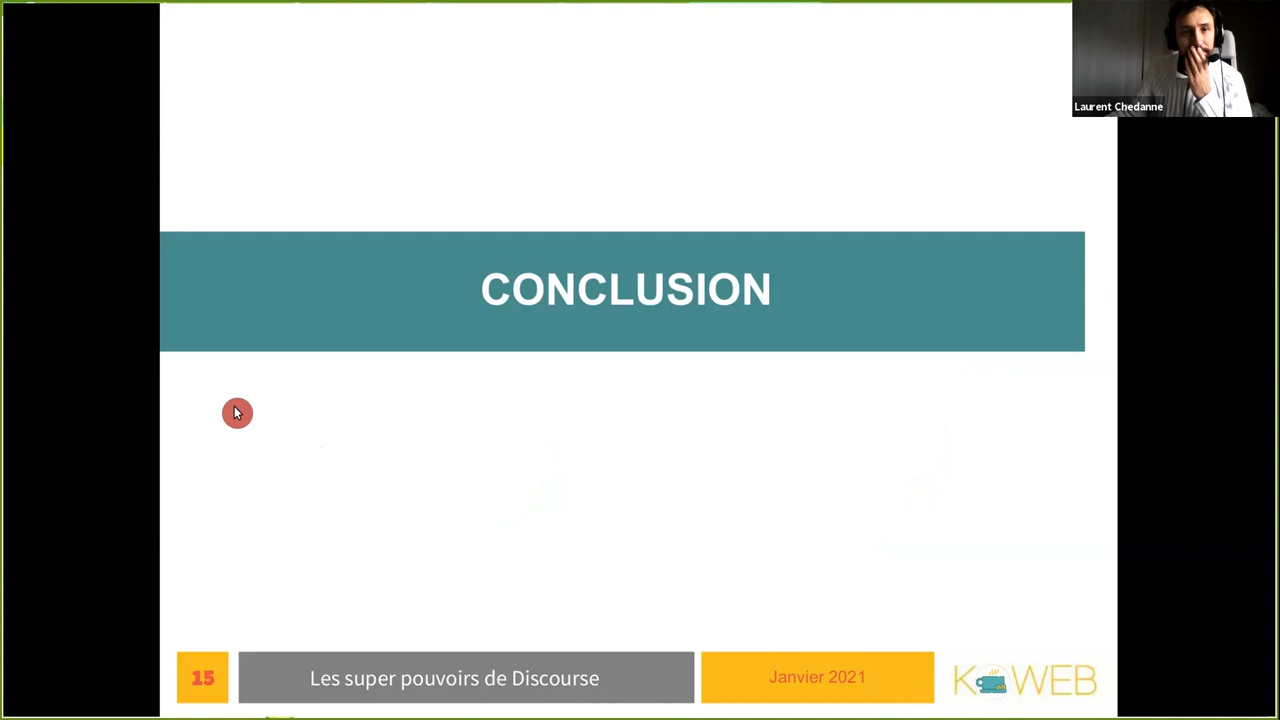 Laurent Chedanne
CONCLUSION
15
Les super pouvoirs de Discourse
Janvier 2021
K WEB